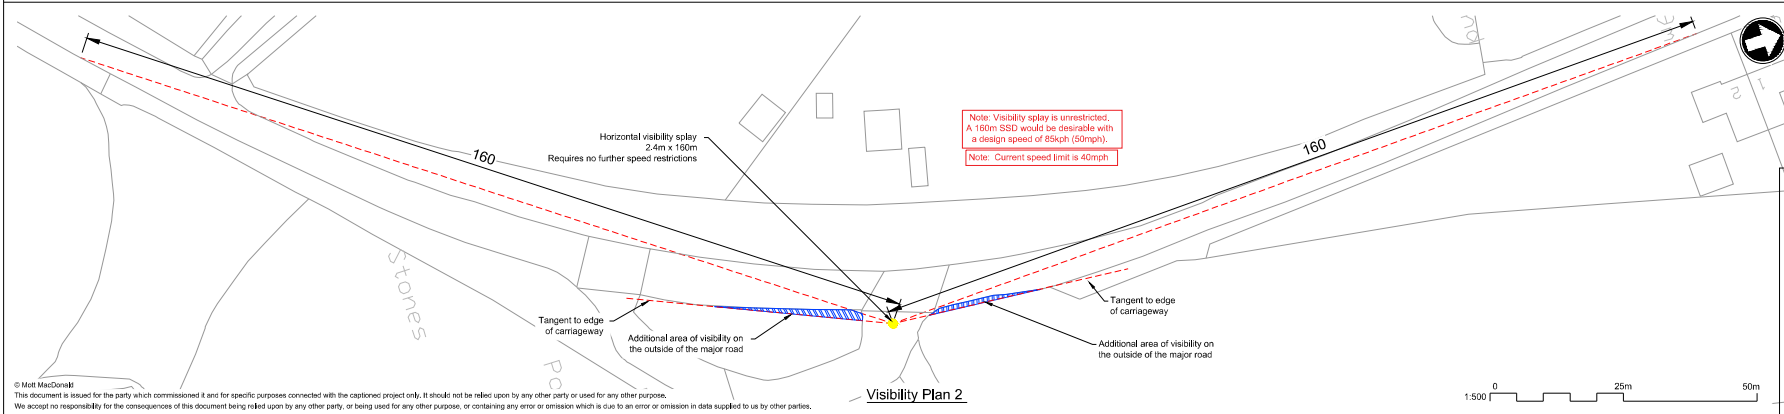 160
Horizontal visibility splay
2.4m x 160m
Requires no further speed restrictions
Note: Visibility splay is unrestricted.
A 160m SSD would be desirable with
a design speed of 85kph (50mph).
Note: Current speed limit is 40mph
160
2
1
Stones
Tangent to edge
of carriageway
Additional area of visibility on
the outside of the major road
Tangent to edge
of carriageway
Additional area of visibility on
the outside of the major road
Po
Visibility Plan 2
1:500
0 25m 50m
© Mott MacDonald
This document is issued for the party which commissioned it and for specific purposes connected with the captioned project only. It should not be relied upon by any other party or used for any other purpose.
We accept no responsibility for the consequences of this document being relied upon by any other party, or being used for any other purpose, or containing any error or omission which is due to an error or omission in data supplied to us by other parties.